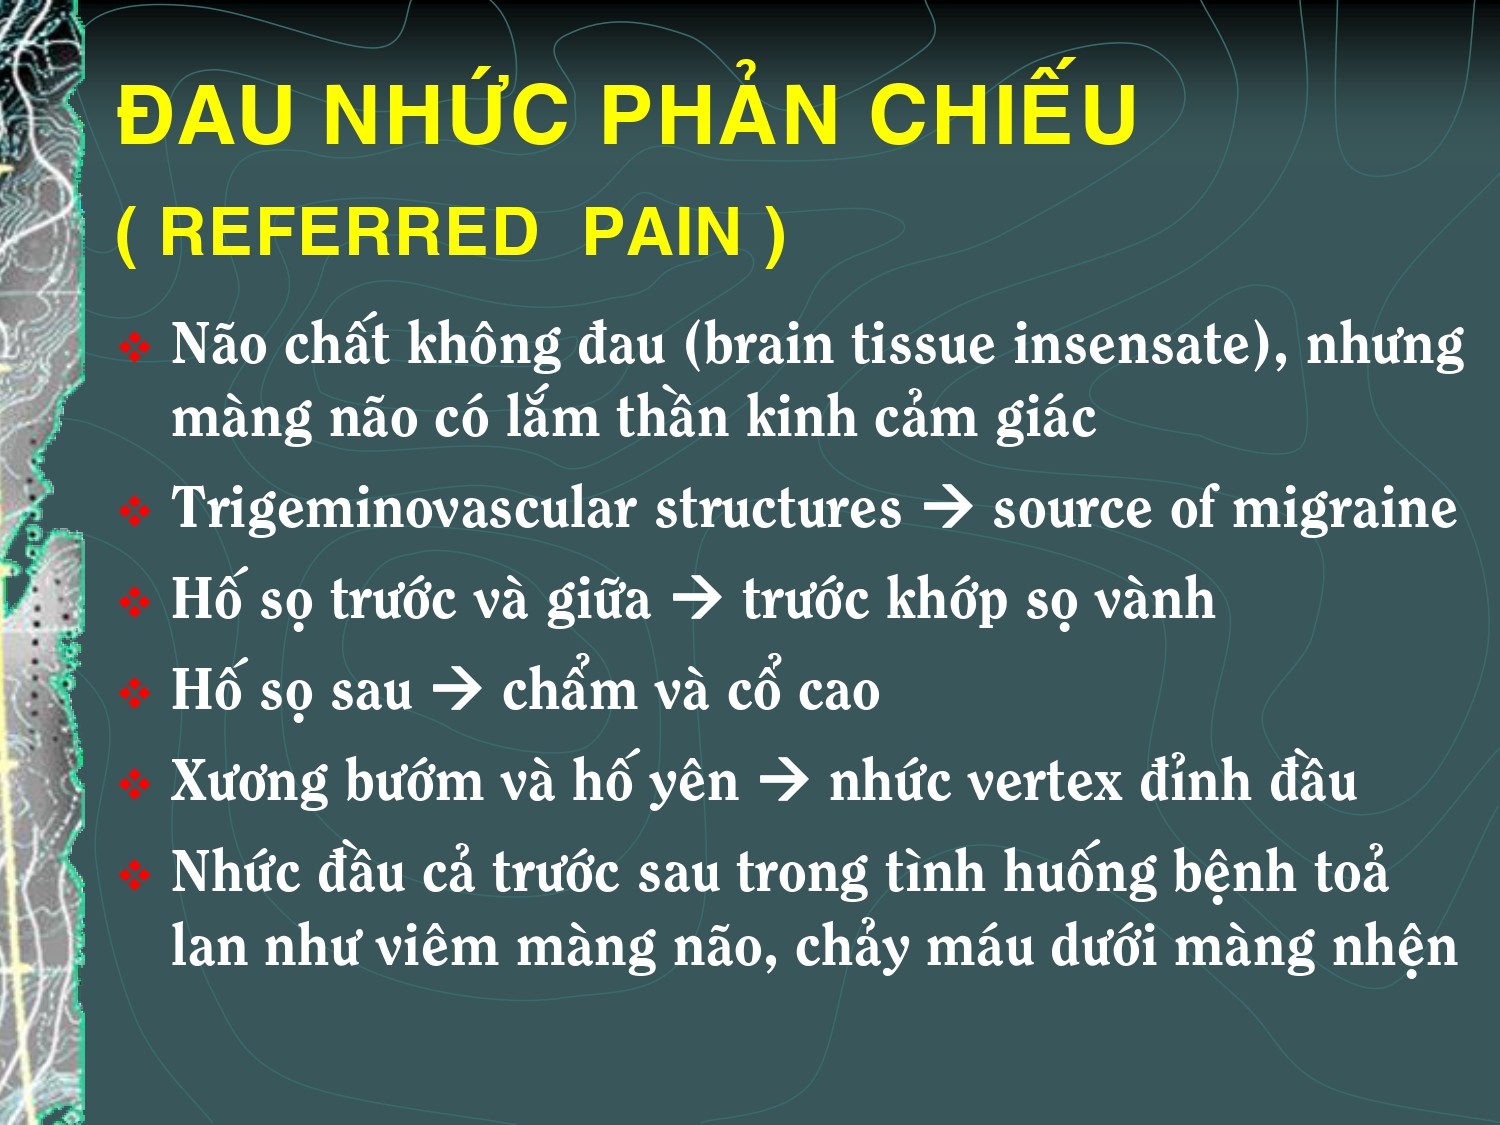 ĐAU NHỨC PHẢN CHIẾU
( REFERRED PAIN )
❖ Não chất không đau (brain tissue insensate), nhưng
màng não có lắm thần kinh cảm giác
❖ Trigeminovascular structures → source of migraine
❖ Hố sọ trước và giữa → trước khớp sọ vành
❖ Hố sọ sau → chẩm và cổ cao
❖ Xương bướm và hố yên → nhức vertex đỉnh đầu
❖ Nhức đầu cả trước sau trong tình huống bệnh toả
lan như viêm màng não, chảy máu dưới màng nhện